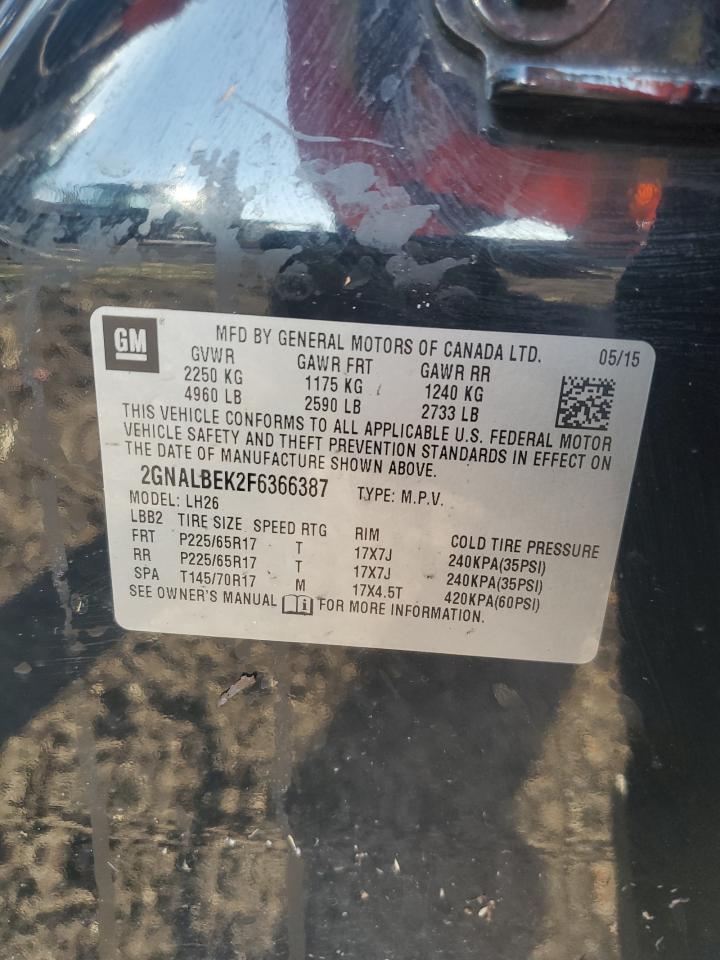 GM MFD BY GENERAL MOTORS OF CANADA LTD. 05/15
GVWR GAWR FRT GAWR RR
2250 KG 1175 KG 1240 KG
4960 LB 2590 LB 2733 LB
THIS VEHICLE CONFORMS TO ALL APPLICABLE U.S. FEDERAL MOTOR
VEHICLE SAFETY AND THEFT PREVENTION STANDARDS IN EFFECT ON
THE DATE OF MANUFACTURE SHOWN ABOVE.
2GNALBEK2F6366387 TYPE: M.P.V.
MODEL: LH26
LBB2 TIRE SIZE SPEED RTG RIM COLD TIRE PRESSURE
FRT P225/65R17 T 17X7J 240KPA(35PSI)
RR P225/65R17 T 17X7J 240KPA(35PSI)
SPA T145/70R17 M 17X4.5T 420KPA(60PSI)
SEE OWNER'S MANUAL i FOR MORE INFORMATION.